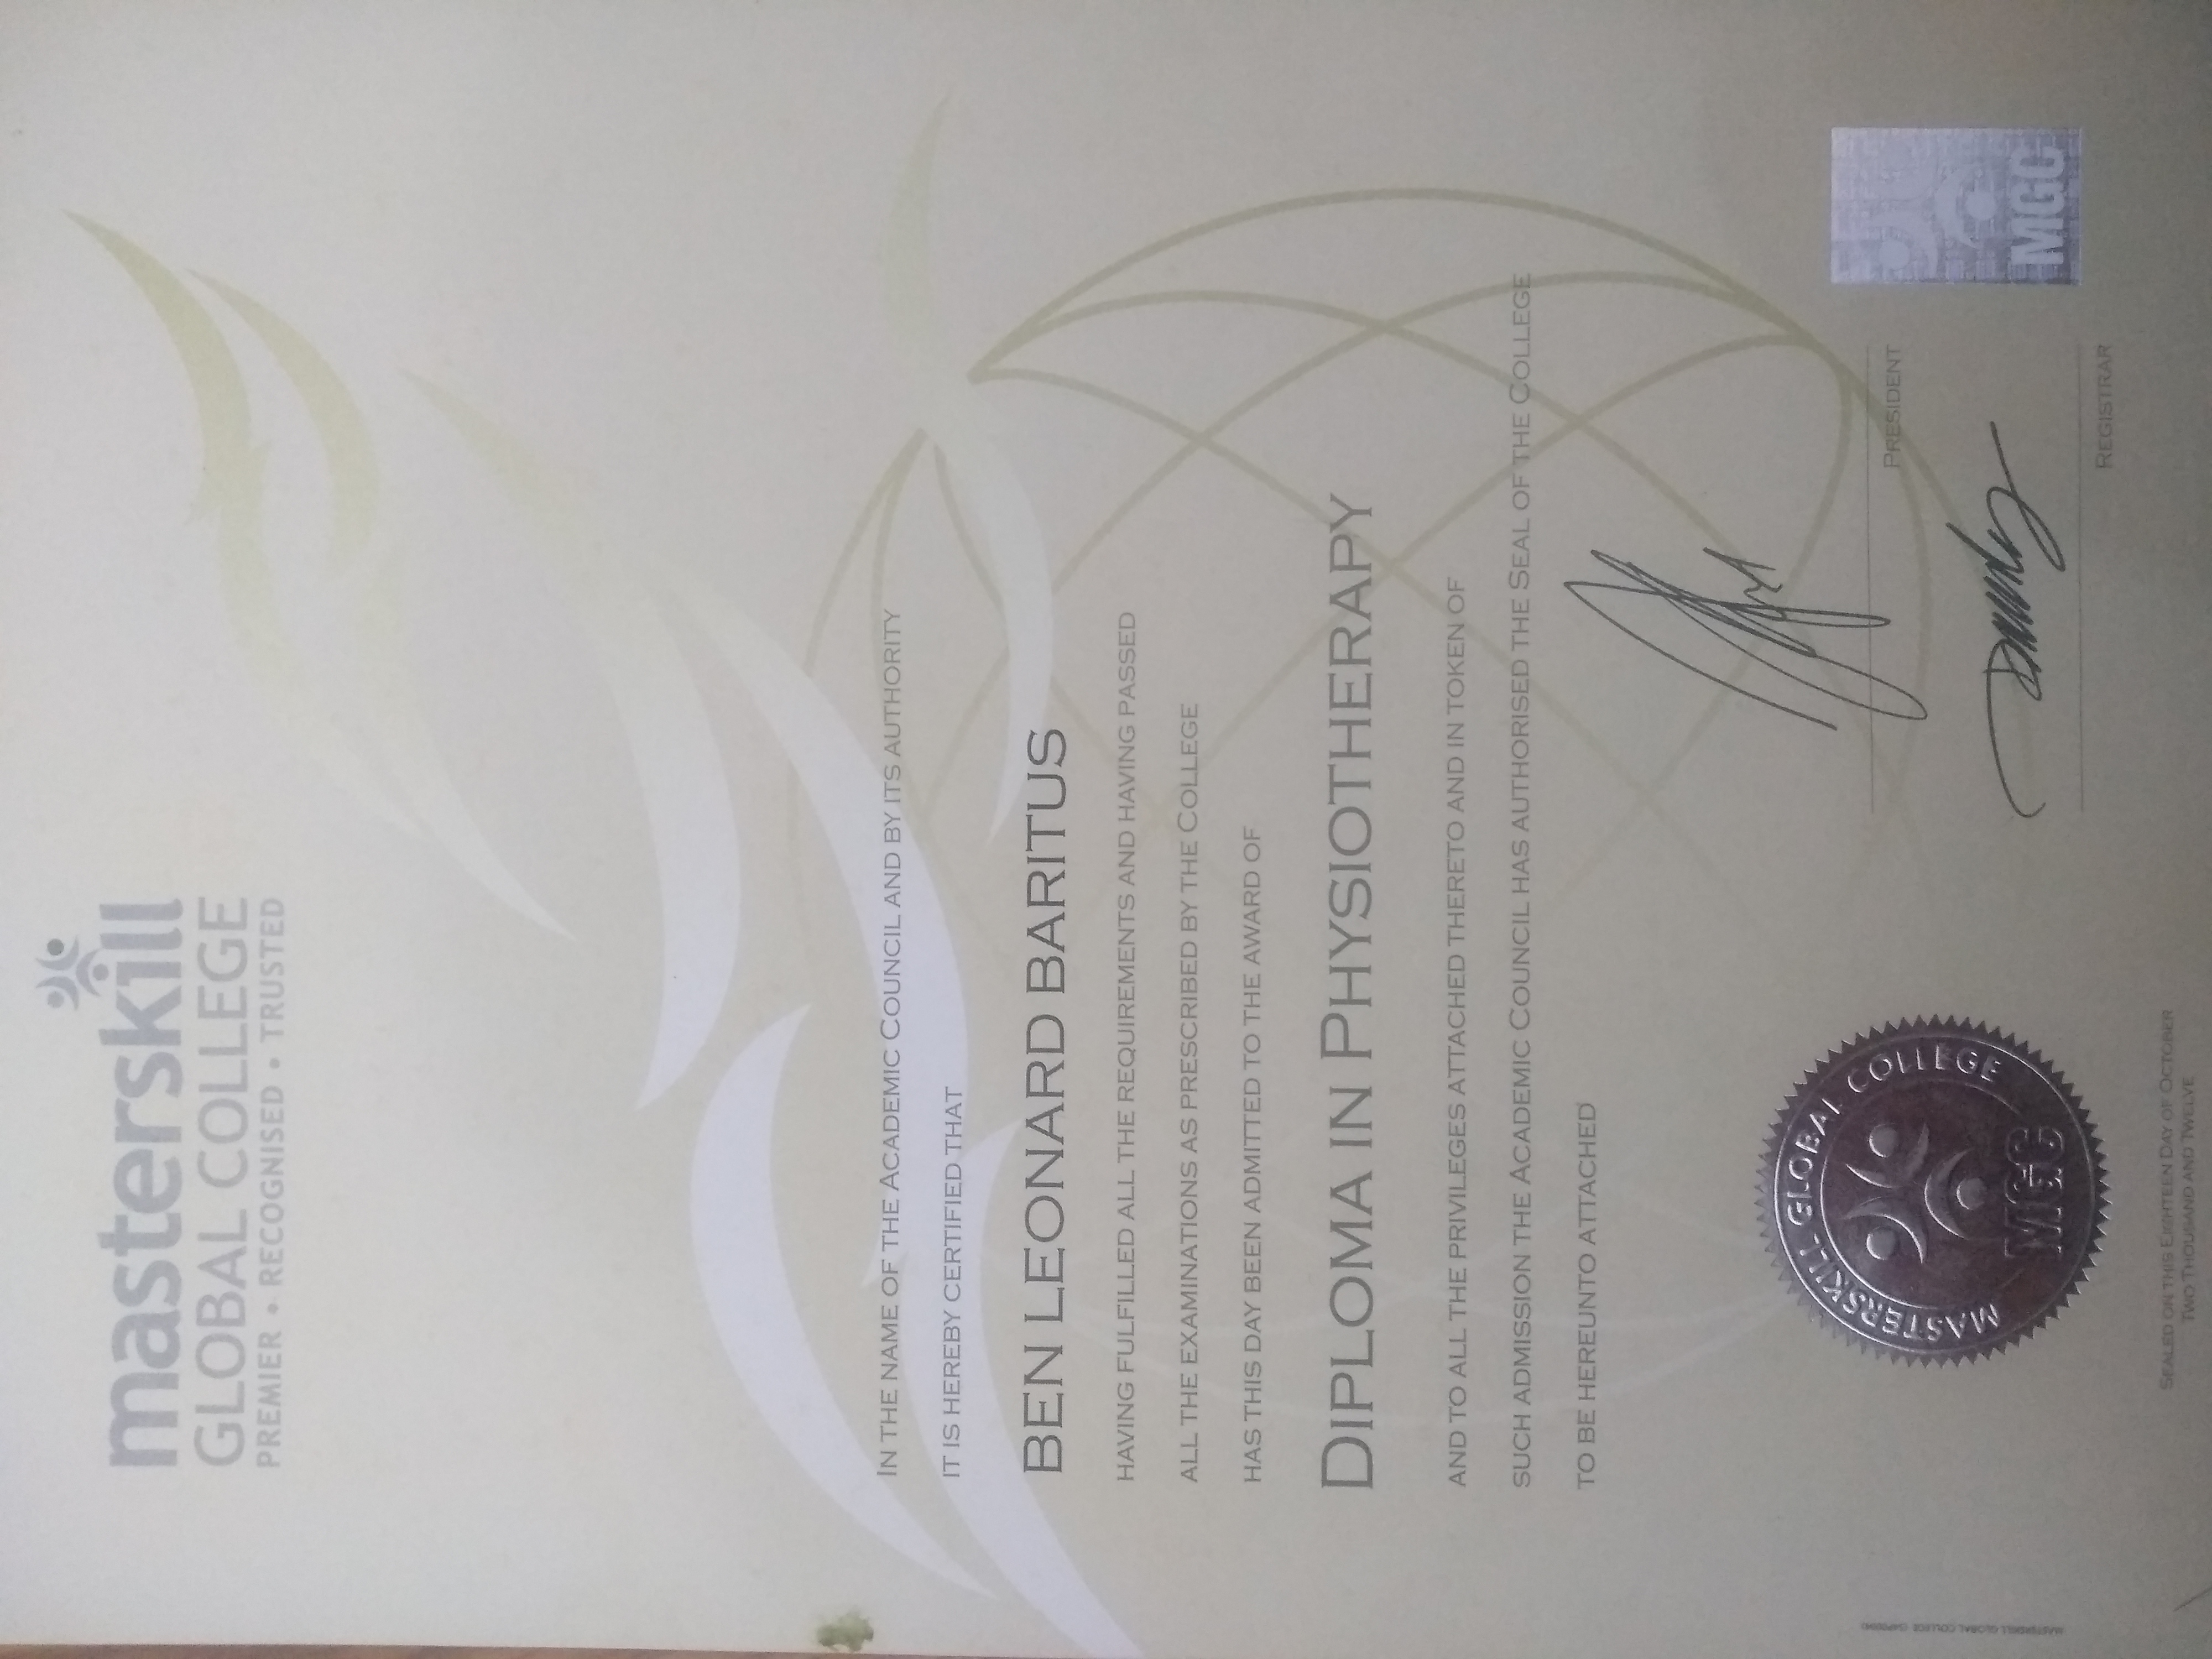 masterskill
GLOBAL COLLEGE
PREMIER • RECOGNISED • TRUSTED
IN THE NAME OF THE ACADEMIC COUNCIL AND BY ITS AUTHORITY
IT IS HEREBY CERTIFIED THAT
BEN LEONARD BARITUS
HAVING FULFILLED ALL THE REQUIREMENTS AND HAVING PASSED
ALL THE EXAMINATIONS AS PRESCRIBED BY THE COLLEGE
HAS THIS DAY BEEN ADMITTED TO THE AWARD OF
DIPLOMA IN PHYSIOTHERAPY
AND TO ALL THE PRIVILEGES ATTACHED THERETO AND IN TOKEN OF
SUCH ADMISSION THE ACADEMIC COUNCIL HAS AUTHORISED THE SEAL OF THE COLLEGE
TO BE HEREUNTO ATTACHED
PRESIDENT
MASTERSKILL GLOBAL COLLEGE
MGC
MGC
REGISTRAR
SEALED ON THIS EIGHTEEN DAY OF OCTOBER
TWO THOUSAND AND TWELVE
MASTERSKILL GLOBAL COLLEGE